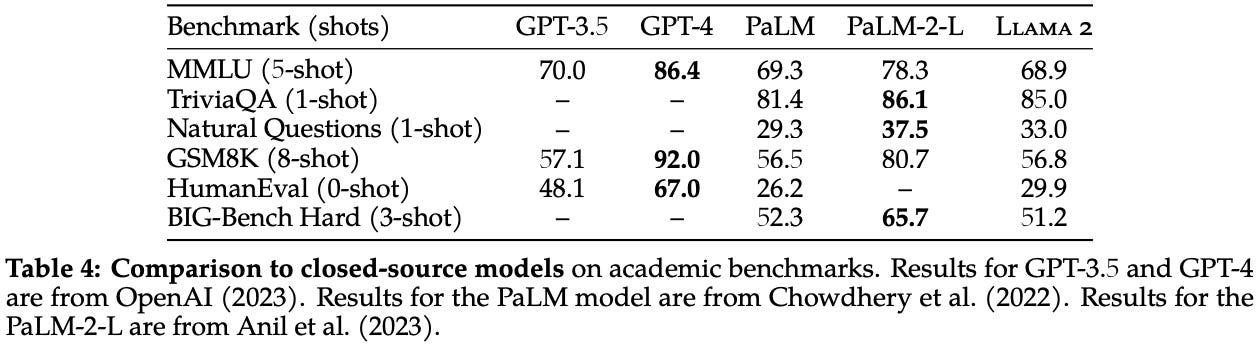 Benchmark (shots) GPT-3.5 GPT-4 PaLM PaLM-2-L Llama 2
MMLU (5-shot) 70.0 86.4 69.3 78.3 68.9
TriviaQA (1-shot) – – 81.4 86.1 85.0
Natural Questions (1-shot) – – 29.3 37.5 33.0
GSM8K (8-shot) 57.1 92.0 56.5 80.7 56.8
HumanEval (0-shot) 48.1 67.0 26.2 – 29.9
BIG-Bench Hard (3-shot) – – 52.3 65.7 51.2
Table 4: Comparison to closed-source models on academic benchmarks. Results for GPT-3.5 and GPT-4
are from OpenAI (2023). Results for the PaLM model are from Chowdhery et al. (2022). Results for the
PaLM-2-L are from Anil et al. (2023).